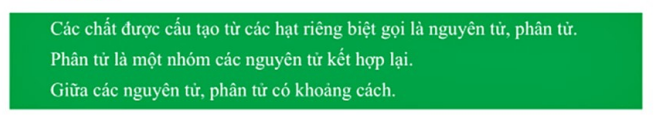 Các chất được cấu tạo từ các hạt riêng biệt gọi là nguyên tử, phân tử.
Phân tử là một nhóm các nguyên tử kết hợp lại.
Giữa các nguyên tử, phân tử có khoảng cách.